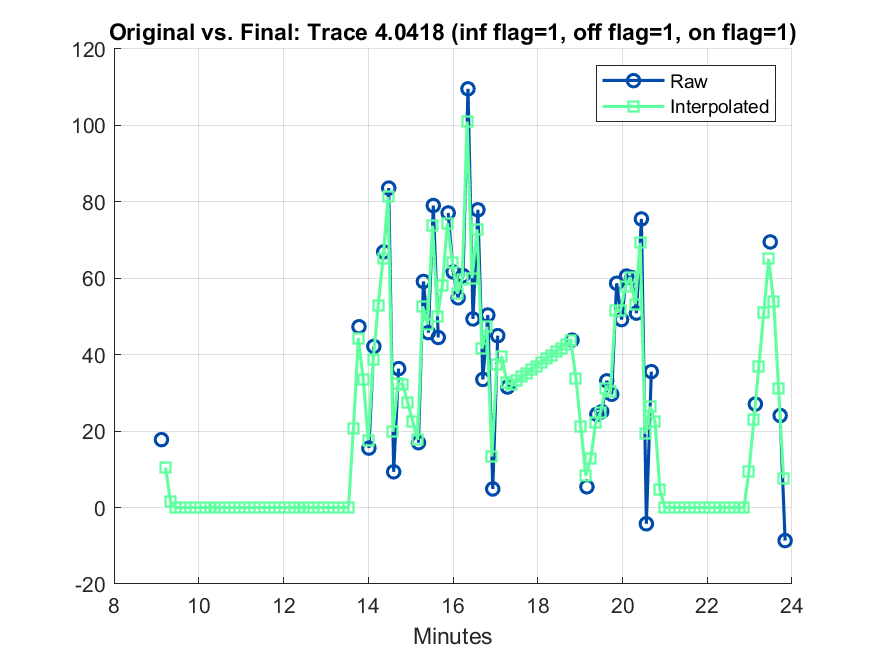 Original vs. Final: Trace 4.0418 (inf flag=1, off flag=1, on flag=1)
120
100
80
60
40
20
0
-20
8 10 12 14 16 18 20 22 24
Minutes
Raw
Interpolated